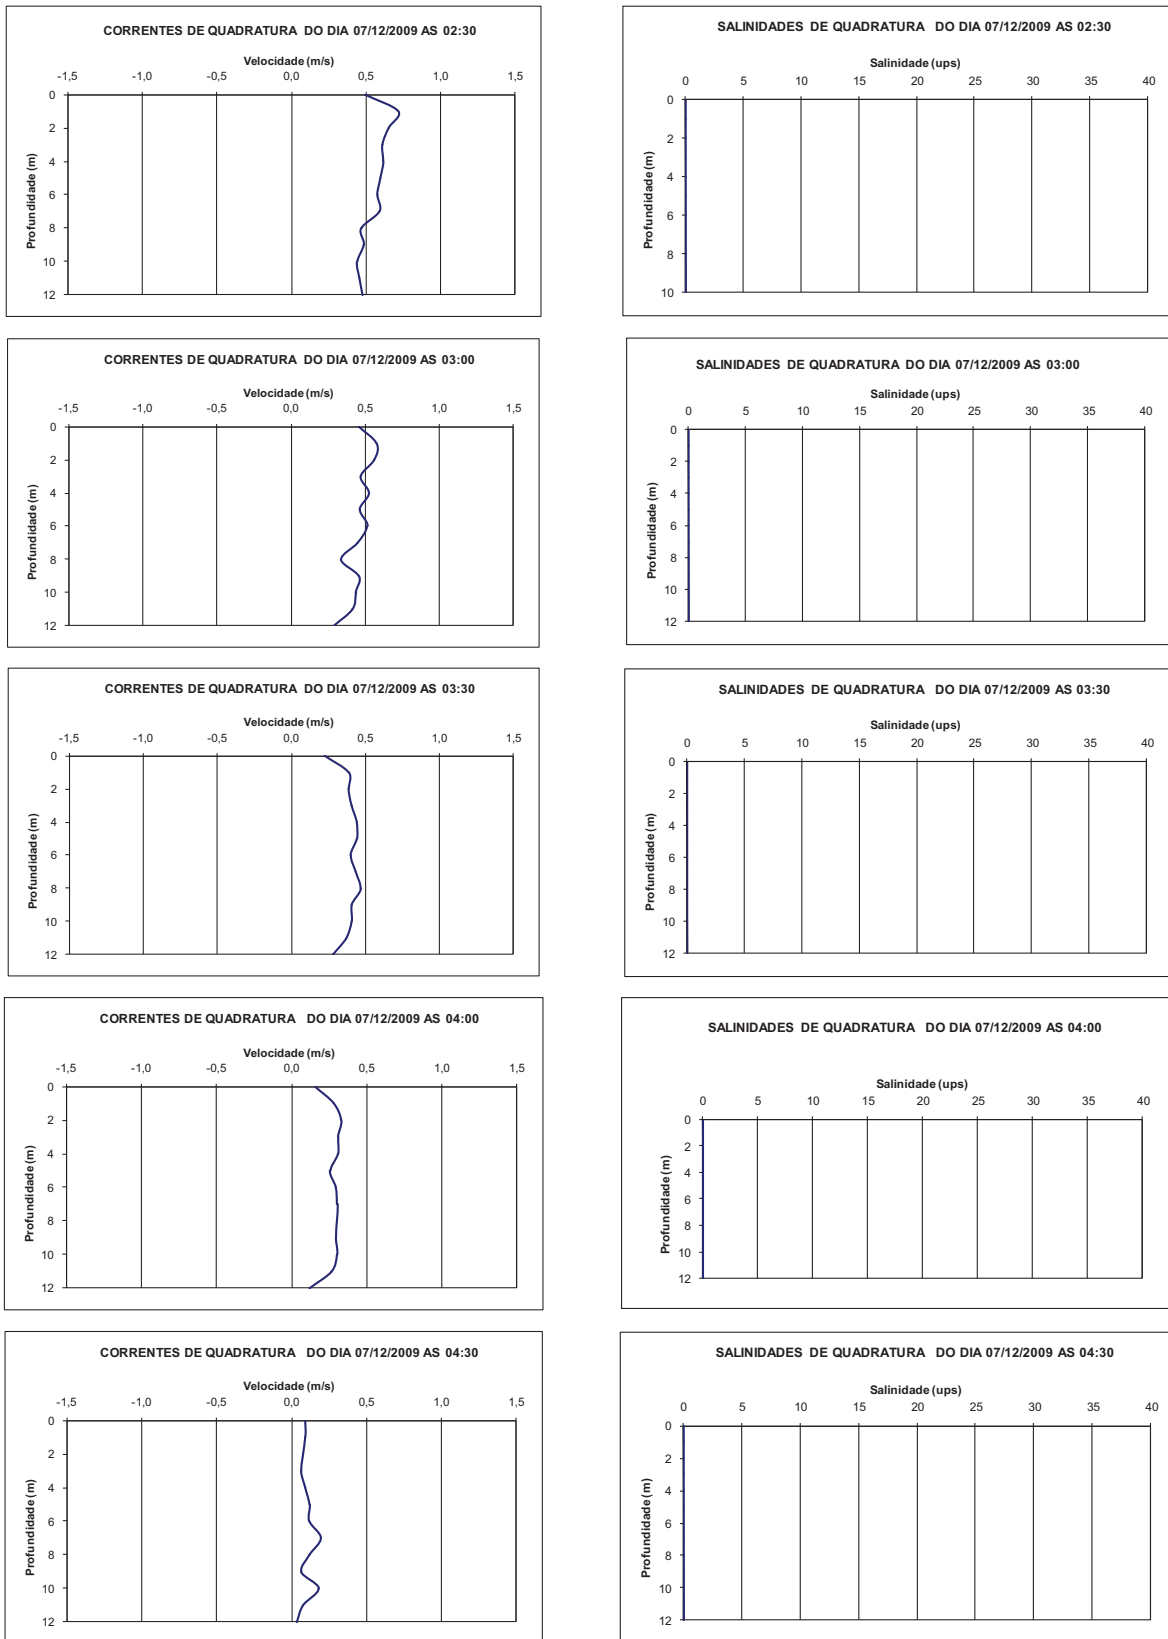 CORRENTES DE QUADRATURA DO DIA 07/12/2009 AS 02:30
Velocidade (m/s)
-1,5 -1,0 -0,5 0,0 0,5 1,0 1,5
0
2
4
6
8
10
12
Profundidade (m)
SALINIDADES DE QUADRATURA DO DIA 07/12/2009 AS 02:30
Salinidade (ups)
0 5 10 15 20 25 30 35 40
0
2
4
6
8
10
Profundidade (m)
CORRENTES DE QUADRATURA DO DIA 07/12/2009 AS 03:00
Velocidade (m/s)
-1,5 -1,0 -0,5 0,0 0,5 1,0 1,5
0
2
4
6
8
10
12
Profundidade (m)
SALINIDADES DE QUADRATURA DO DIA 07/12/2009 AS 03:00
Salinidade (ups)
0 5 10 15 20 25 30 35 40
0
2
4
6
8
10
12
Profundidade (m)
CORRENTES DE QUADRATURA DO DIA 07/12/2009 AS 03:30
Velocidade (m/s)
-1,5 -1,0 -0,5 0,0 0,5 1,0 1,5
0
2
4
6
8
10
12
Profundidade (m)
SALINIDADES DE QUADRATURA DO DIA 07/12/2009 AS 03:30
Salinidade (ups)
0 5 10 15 20 25 30 35 40
0
2
4
6
8
10
12
Profundidade (m)
CORRENTES DE QUADRATURA DO DIA 07/12/2009 AS 04:00
Velocidade (m/s)
-1,5 -1,0 -0,5 0,0 0,5 1,0 1,5
0
2
4
6
8
10
12
Profundidade (m)
SALINIDADES DE QUADRATURA DO DIA 07/12/2009 AS 04:00
Salinidade (ups)
0 5 10 15 20 25 30 35 40
0
2
4
6
8
10
12
Profundidade (m)
CORRENTES DE QUADRATURA DO DIA 07/12/2009 AS 04:30
Velocidade (m/s)
-1,5 -1,0 -0,5 0,0 0,5 1,0 1,5
0
2
4
6
8
10
12
Profundidade (m)
SALINIDADES DE QUADRATURA DO DIA 07/12/2009 AS 04:30
Salinidade (ups)
0 5 10 15 20 25 30 35 40
0
2
4
6
8
10
12
Profundidade (m)